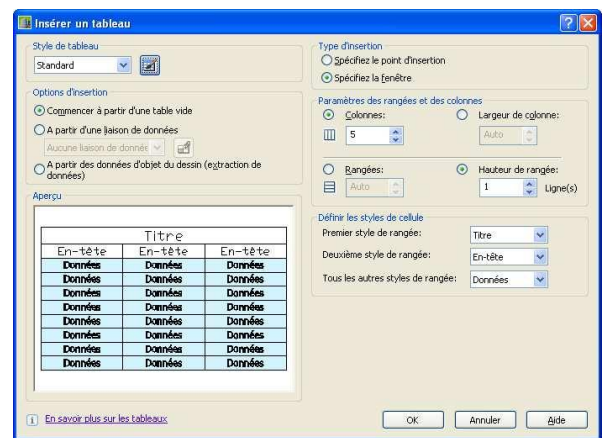 Insérer un tableau
Style de tableau
Standard
Options d'insertion
Commencer à partir d'une table vide
A partir d'une liaison de données
Aucune liaison de donnée
A partir des données d'objet du dessin (extraction de
données)
Aperçu
Titre
En-tête En-tête En-tête
Données Données Données
Données Données Données
Données Données Données
Données Données Données
Données Données Données
Données Données Données
Données Données Données
Données Données Données
En savoir plus sur les tableaux
Type d'insertion
Spécifiez le point d'insertion
Spécifiez la fenêtre
Paramètres des rangées et des colonnes
Colonnes: Largeur de colonne:
5 Auto
Rangées: Hauteur de rangée:
Auto 1 Ligne(s)
Définir les styles de cellule
Premier style de rangée: Titre
Deuxième style de rangée: En-tête
Tous les autres styles de rangée: Données
OK Annuler Aide